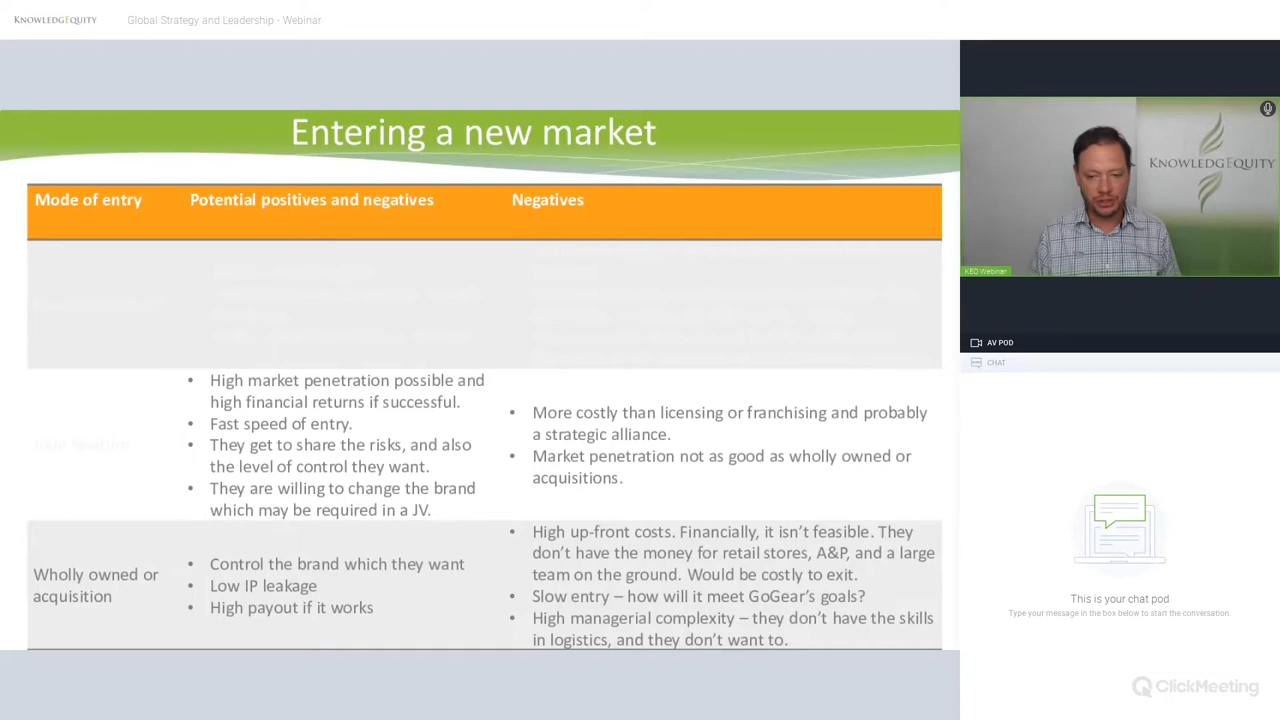 KNOWLEDGEQUITY
Global Strategy and Leadership - Webinar
Entering a new market
Mode of entry
Potential positives and negatives
Negatives
• High market penetration possible and
high financial returns if successful.
• Fast speed of entry.
• They get to share the risks, and also
the level of control they want.
• They are willing to change the brand
which may be required in a JV.
• More costly than licensing or franchising and probably
a strategic alliance.
• Market penetration not as good as wholly owned or
acquisitions.
Wholly owned or
acquisition
• Control the brand which they want
• Low IP leakage
• High payout if it works
• High up-front costs. Financially, it isn't feasible. They
don't have the money for retail stores, A&P, and a large
team on the ground. Would be costly to exit.
• Slow entry – how will it meet GoGear's goals?
• High managerial complexity – they don't have the skills
in logistics, and they don't want to.
KNOWLEDGEQUITY
KEQ Webinar
AV POD
CHAT
This is your chat pod
Type your message in the box below to start the conversation.
ClickMeeting